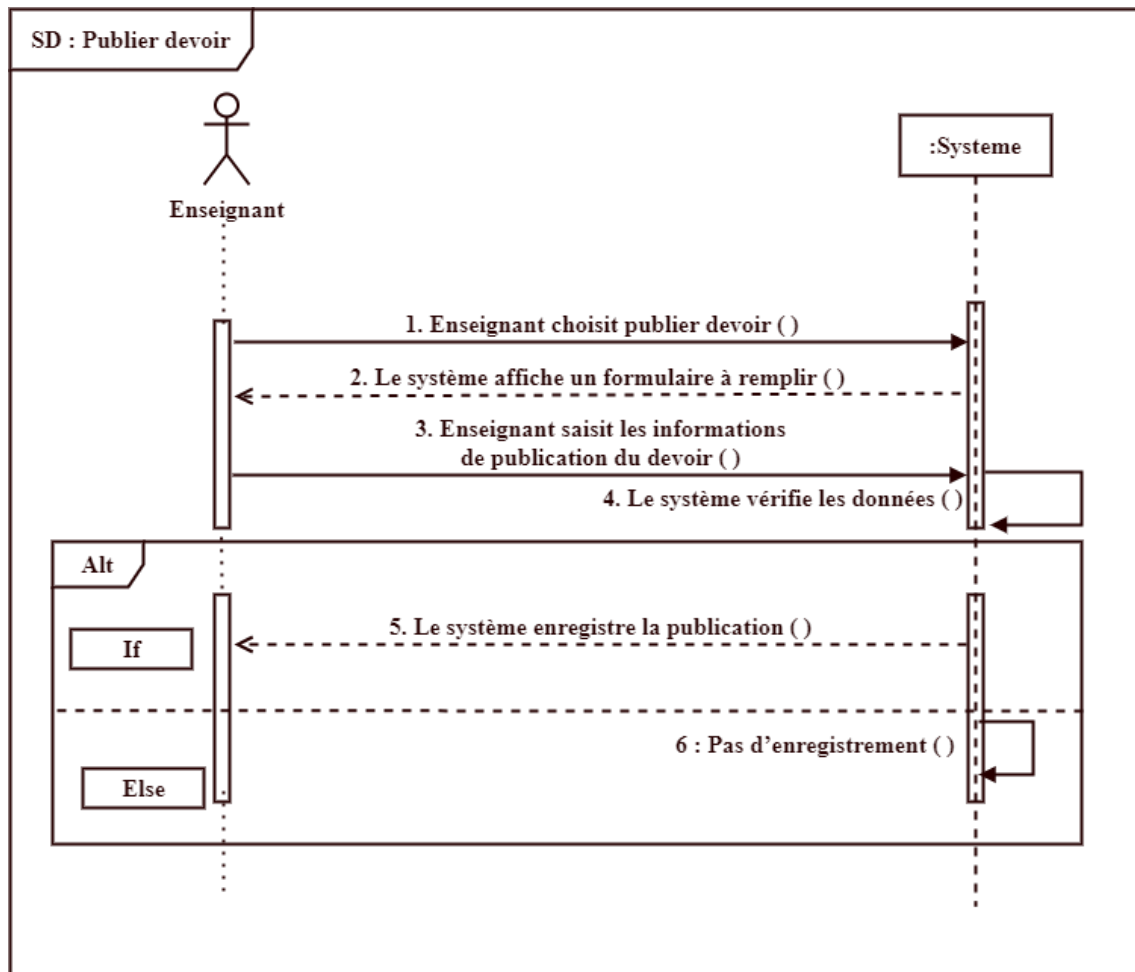 SD : Publier devoir
:Systeme
Enseignant
1. Enseignant choisit publier devoir ( )
2. Le système affiche un formulaire à remplir ( )
3. Enseignant saisit les informations
de publication du devoir ( )
4. Le système vérifie les données ( )
Alt
5. Le système enregistre la publication ( )
If
6 : Pas d’enregistrement ( )
Else